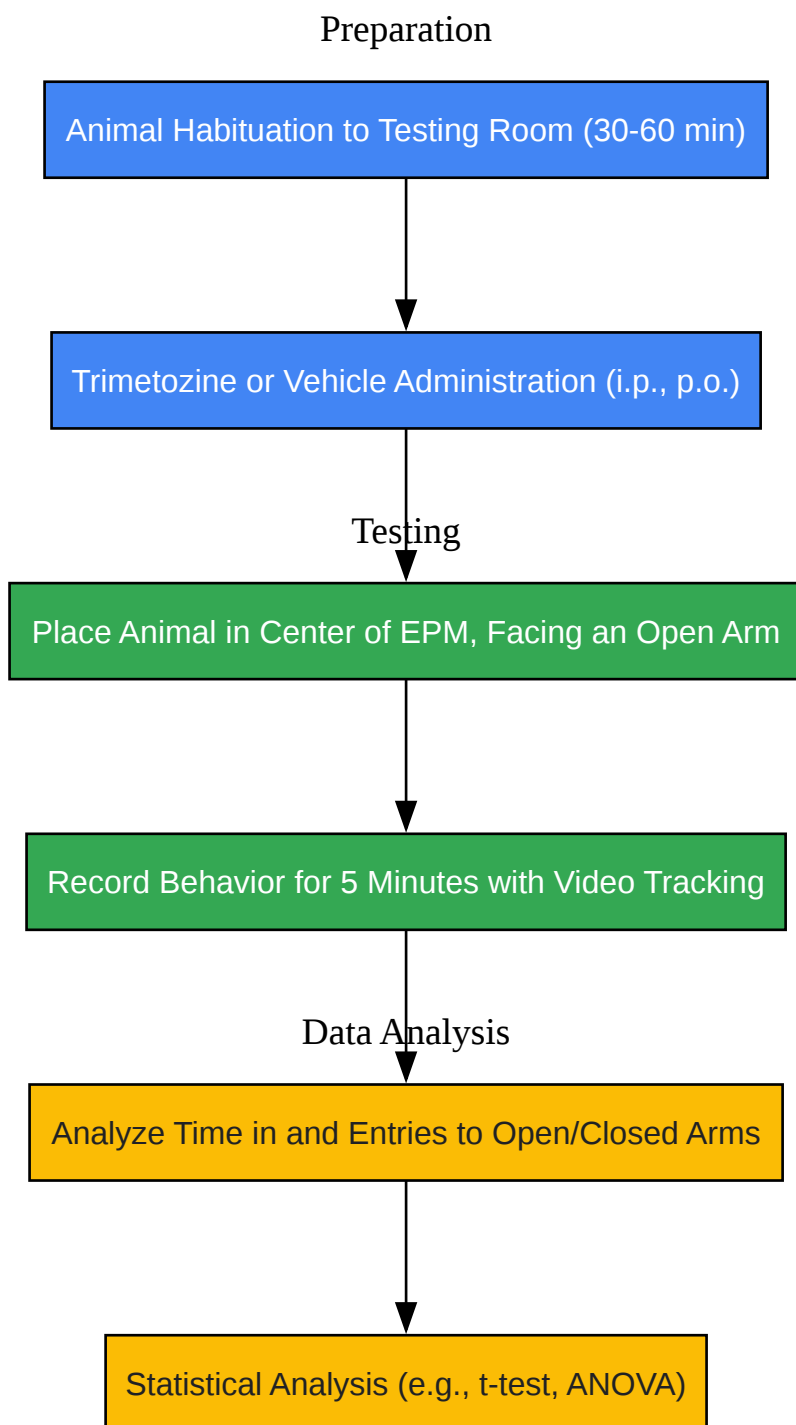 Preparation
Animal Habituation to Testing Room (30-60 min)
Trimetozine or Vehicle Administration (i.p., p.o.)
Testing
Place Animal in Center of EPM, Facing an Open Arm
Record Behavior for 5 Minutes with Video Tracking
Data Analysis
Analyze Time in and Entries to Open/Closed Arms
Statistical Analysis (e.g., t-test, ANOVA)